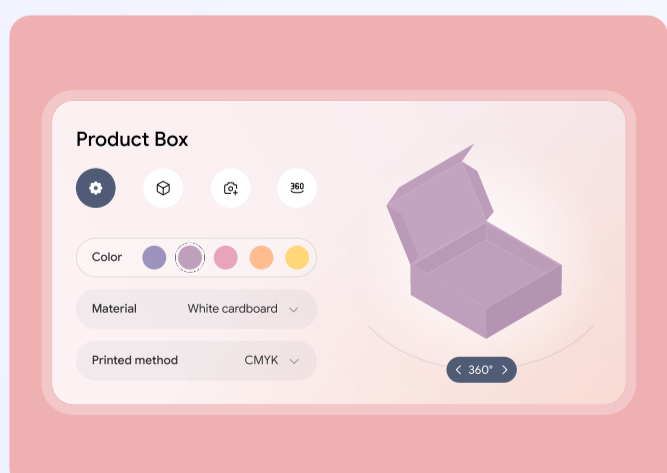 Product Box
360
Color
Material White cardboard
Printed method CMYK
360°